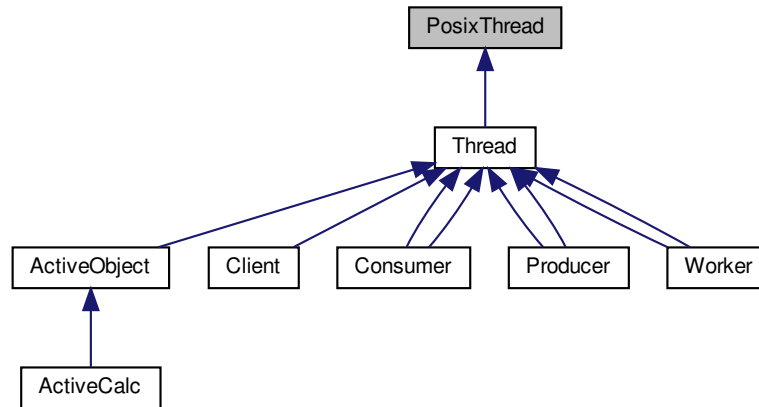 PosixThread
Thread
ActiveObject
Client
Consumer
Producer
Worker
ActiveCalc